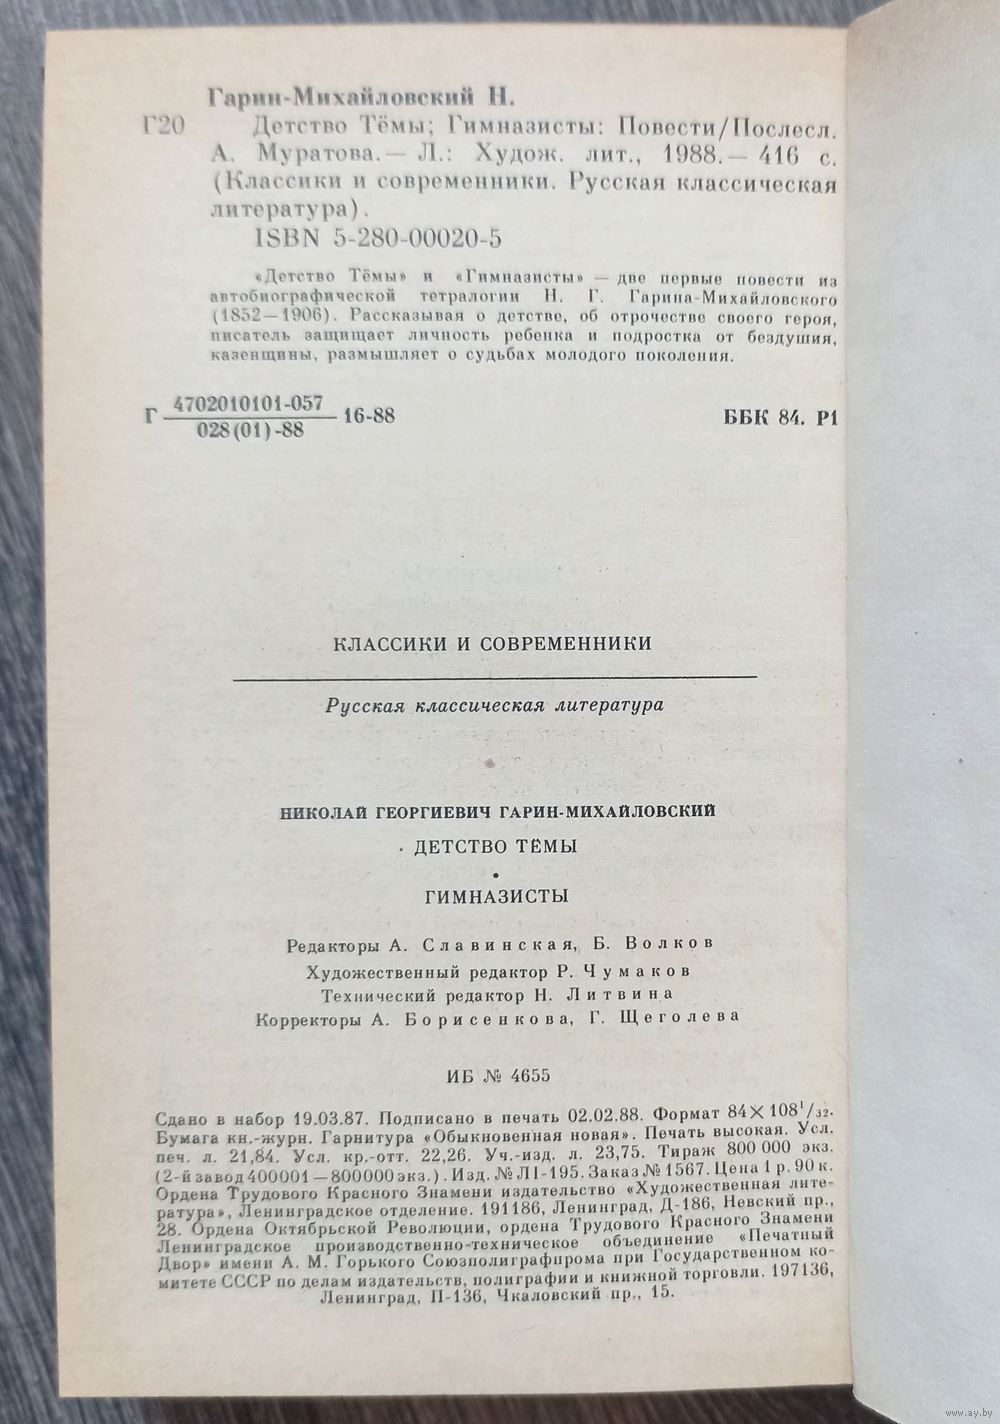 Гарин-Михайловский Н.
Г20 Детство Тёмы; Гимназисты: Повести/Послесл.
А. Муратова.— Л.: Худож. лит., 1988.— 416 с.
(Классики и современники. Русская классическая
литература).
ISBN 5-280-00020-5
«Детство Тёмы» и «Гимназисты» — две первые повести из
автобиографической тетралогии Н. Г. Гарина-Михайловского
(1852—1906). Рассказывая о детстве, об отрочестве своего героя,
писатель защищает личность ребенка и подростка от бездушия,
казенщины, размышляет о судьбах молодого поколения.
4702010101-057
Г 16-88 ББК 84. Р1
028(01)-88
КЛАССИКИ И СОВРЕМЕННИКИ
Русская классическая литература
НИКОЛАЙ ГЕОРГИЕВИЧ ГАРИН-МИХАЙЛОВСКИЙ
ДЕТСТВО ТЁМЫ
•
ГИМНАЗИСТЫ
Редакторы А. Славинская, Б. Волков
Художественный редактор Р. Чумаков
Технический редактор Н. Литвина
Корректоры А. Борисенкова, Г. Щеголева
ИБ № 4655
Сдано в набор 19.03.87. Подписано в печать 02.02.88. Формат 84×108¹/₃₂.
Бумага кн.-журн. Гарнитура «Обыкновенная новая». Печать высокая. Усл.
печ. л. 21,84. Усл. кр.-отт. 22,26. Уч.-изд. л. 23,75. Тираж 800 000 экз.
(2-й завод 400001—800000 экз.). Изд. № Л1-195. Заказ № 1567. Цена 1 р. 90 к.
Ордена Трудового Красного Знамени издательство «Художественная лите-
ратура», Ленинградское отделение. 191186, Ленинград, Д-186, Невский пр.,
28. Ордена Октябрьской Революции, ордена Трудового Красного Знамени
Ленинградское производственно-техническое объединение «Печатный
Двор» имени А. М. Горького Союзполиграфпрома при Государственном ко-
митете СССР по делам издательств, полиграфии и книжной торговли. 197136,
Ленинград, П-136, Чкаловский пр., 15.
www.ay.by